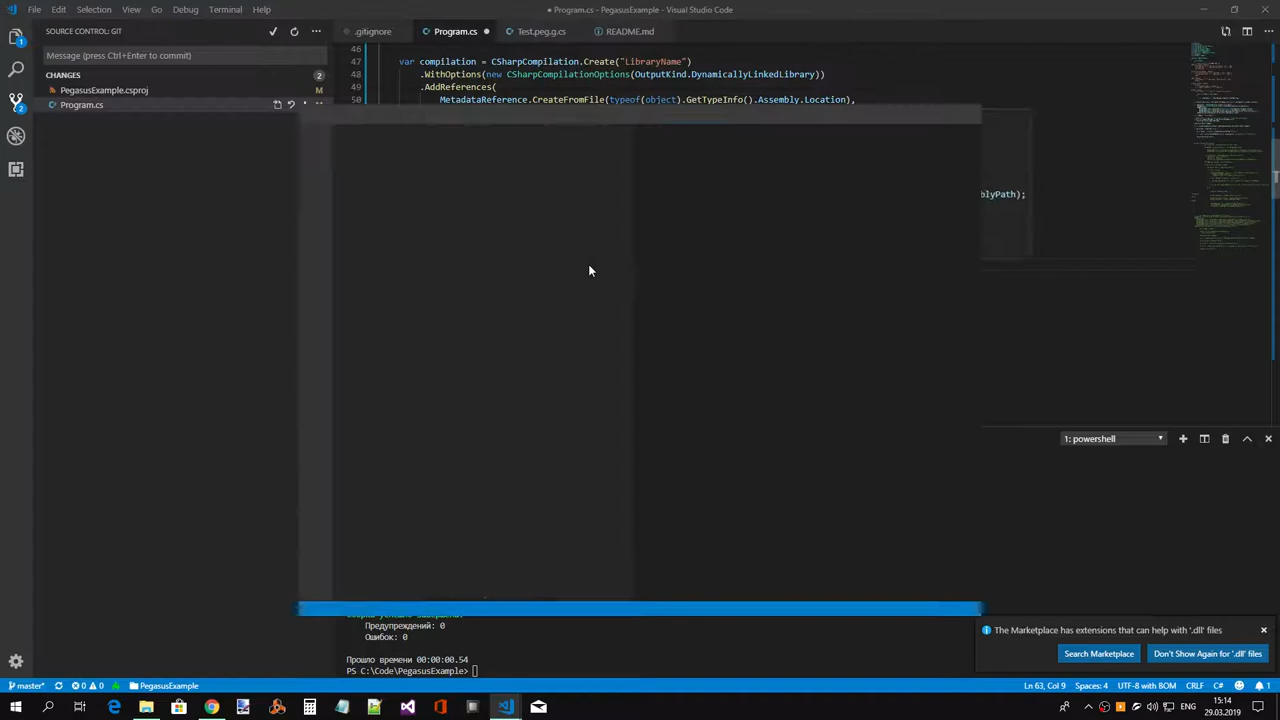 File Edit Selection View Go Debug Terminal Help
● Program.cs - PegasusExample - Visual Studio Code
SOURCE CONTROL: GIT
.gitignore
Program.cs
Test.peg.g.cs
README.md
Message (press Ctrl+Enter to commit)
CHANGES
2
PegasusExample.csproj
M
Program.cs
46
47 var compilation = CSharpCompilation.Create("LibraryName")
48 .WithOptions(new CSharpCompilationOptions(OutputKind.DynamicallyLinkedLibrary))
49 .AddReferences(
50 MetadataReference.CreateFromFile(typeof(object).GetTypeInfo().Assembly.Location),
blyPath);
1
2
1: powershell
Предупреждений: 0
Ошибок: 0
Прошло времени 00:00:00.54
PS C:\Code\PegasusExample>
The Marketplace has extensions that can help with '.dll' files
Search Marketplace
Don't Show Again for '.dll' files
master*
0
0
PegasusExample
Ln 63, Col 9
Spaces: 4
UTF-8 with BOM
CRLF
C#
1
ENG
15:14
29.03.2019